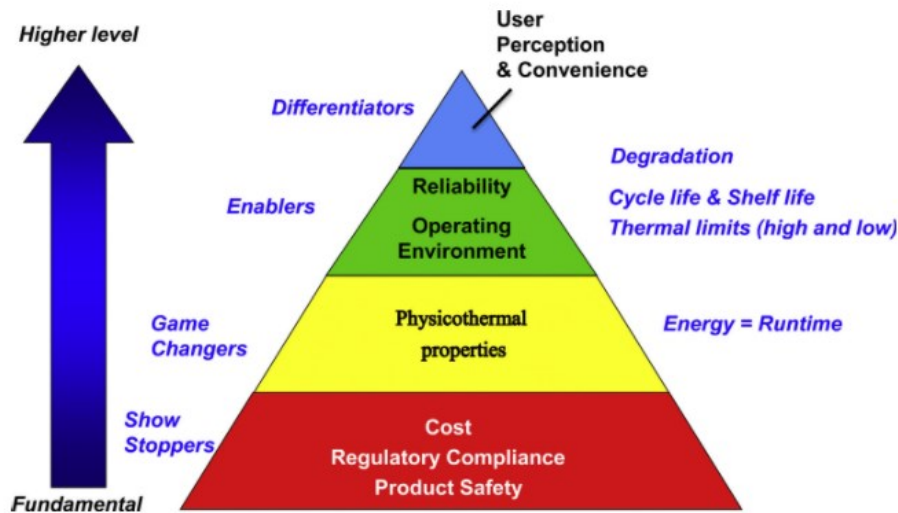 Higher level
User
Perception
& Convenience
Differentiators
Degradation
Enablers
Reliability
Cycle life & Shelf life
Operating
Environment
Thermal limits (high and low)
Game
Changers
Physicothermal
properties
Energy = Runtime
Show
Stoppers
Cost
Regulatory Compliance
Product Safety
Fundamental